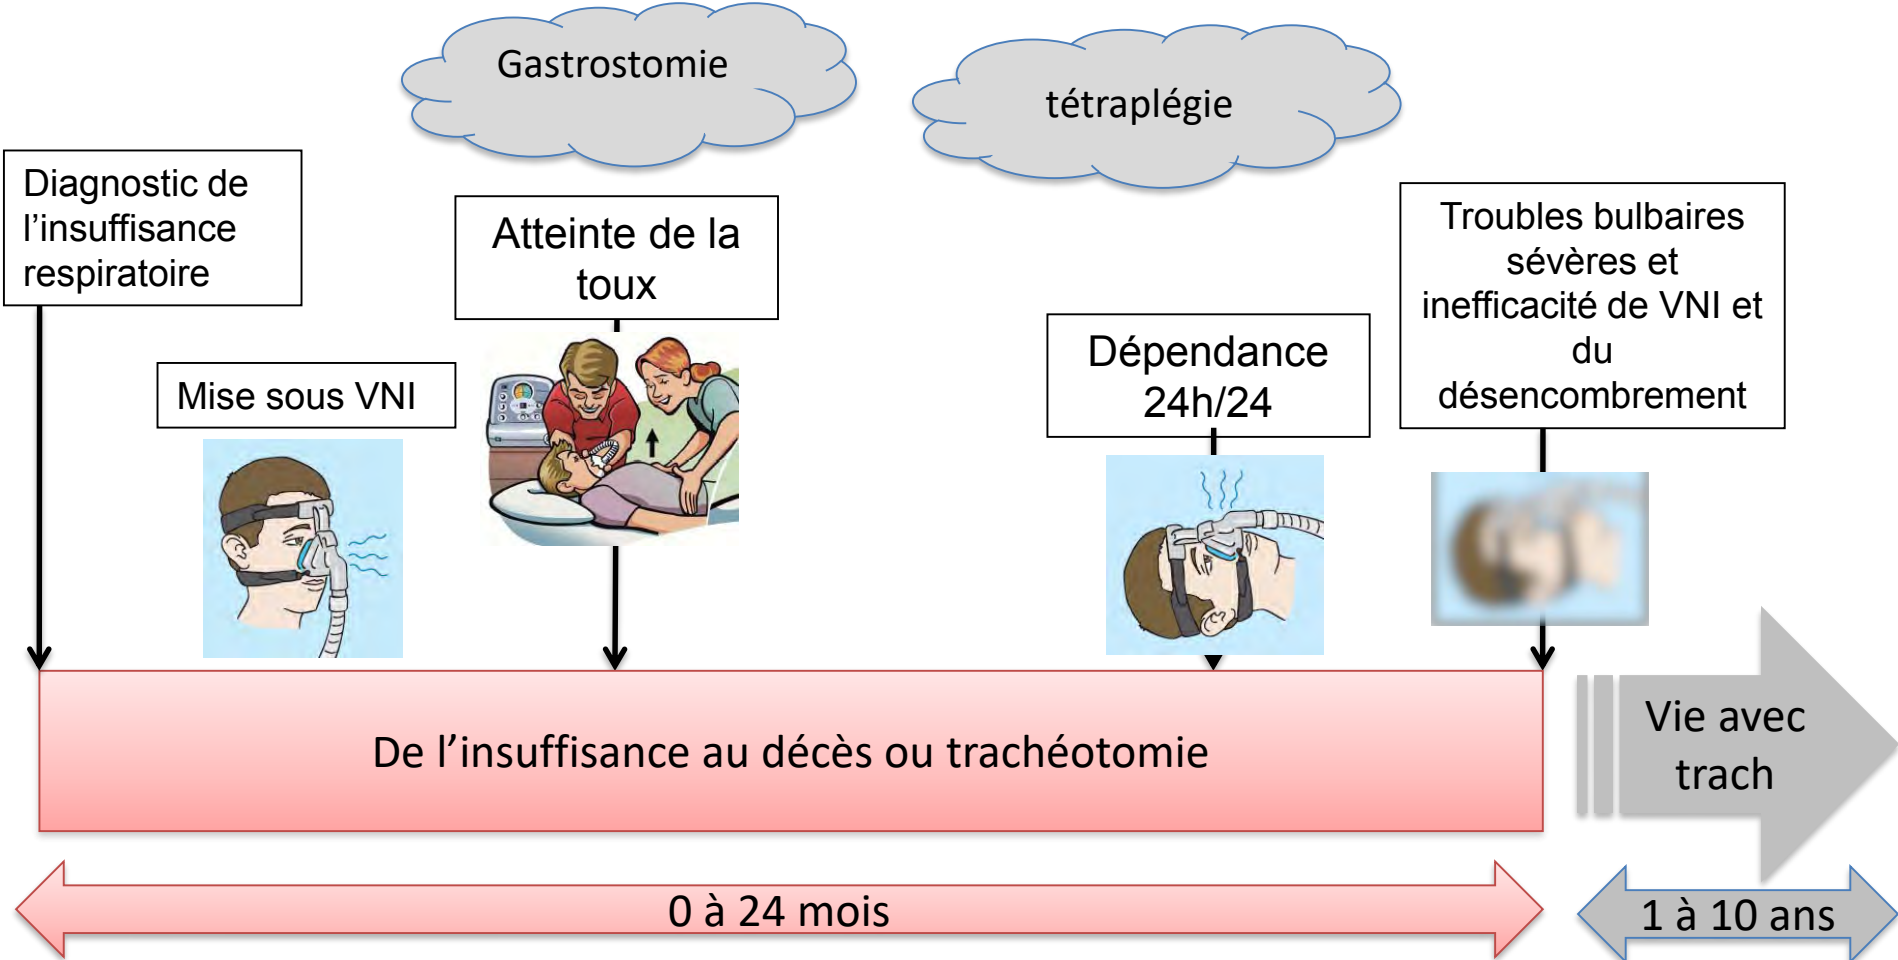 Gastrostomie
tétraplégie
Diagnostic de
l’insuffisance
respiratoire
Mise sous VNI
Atteinte de la
toux
Dépendance
24h/24
Troubles bulbaires
sévères et
inefficacité de VNI et
du
désencombrement
De l’insuffisance au décès ou trachéotomie
Vie avec
trach
0 à 24 mois
1 à 10 ans